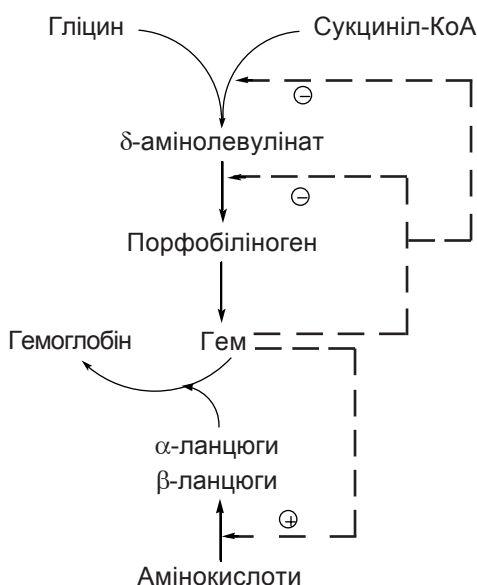 Гліцин Сукциніл-КоА
⊖
δ-амінолевулінат
⊖
Порфобіліноген
Гемоглобін Гем
α-ланцюги
β-ланцюги
⊕
Амінокислоти